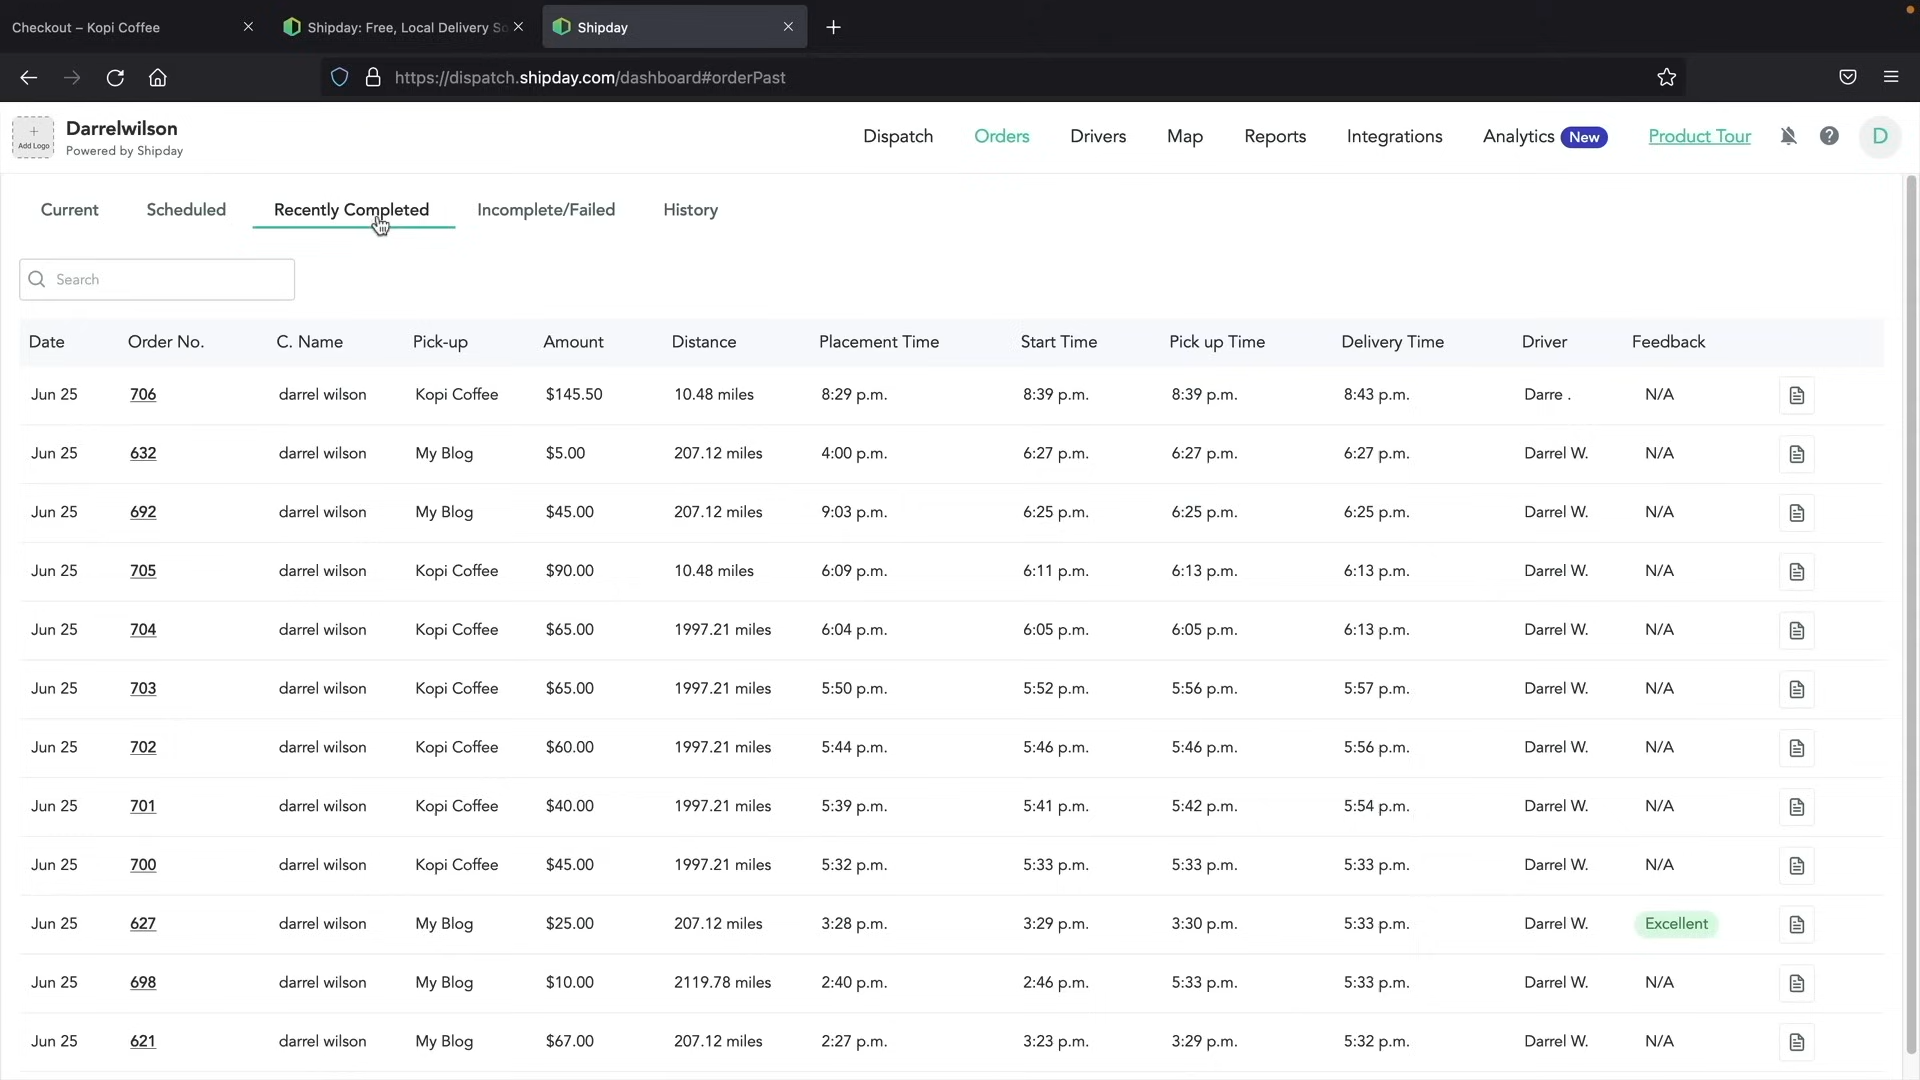 Checkout – Kopi Coffee
Shipday: Free, Local Delivery So
Shipday
https://dispatch.shipday.com/dashboard#orderPast
+
Add Logo
Darrelwilson
Powered by Shipday
Dispatch Orders Drivers Map Reports Integrations Analytics New Product Tour ? D
Current Scheduled Recently Completed Incomplete/Failed History
Search
Date Order No. C. Name Pick-up Amount Distance Placement Time Start Time Pick up Time Delivery Time Driver Feedback
Jun 25 706 darrel wilson Kopi Coffee $145.50 10.48 miles 8:29 p.m. 8:39 p.m. 8:39 p.m. 8:43 p.m. Darre . N/A
Jun 25 632 darrel wilson My Blog $5.00 207.12 miles 4:00 p.m. 6:27 p.m. 6:27 p.m. 6:27 p.m. Darrel W. N/A
Jun 25 692 darrel wilson My Blog $45.00 207.12 miles 9:03 p.m. 6:25 p.m. 6:25 p.m. 6:25 p.m. Darrel W. N/A
Jun 25 705 darrel wilson Kopi Coffee $90.00 10.48 miles 6:09 p.m. 6:11 p.m. 6:13 p.m. 6:13 p.m. Darrel W. N/A
Jun 25 704 darrel wilson Kopi Coffee $65.00 1997.21 miles 6:04 p.m. 6:05 p.m. 6:05 p.m. 6:13 p.m. Darrel W. N/A
Jun 25 703 darrel wilson Kopi Coffee $65.00 1997.21 miles 5:50 p.m. 5:52 p.m. 5:56 p.m. 5:57 p.m. Darrel W. N/A
Jun 25 702 darrel wilson Kopi Coffee $60.00 1997.21 miles 5:44 p.m. 5:46 p.m. 5:46 p.m. 5:56 p.m. Darrel W. N/A
Jun 25 701 darrel wilson Kopi Coffee $40.00 1997.21 miles 5:39 p.m. 5:41 p.m. 5:42 p.m. 5:54 p.m. Darrel W. N/A
Jun 25 700 darrel wilson Kopi Coffee $45.00 1997.21 miles 5:32 p.m. 5:33 p.m. 5:33 p.m. 5:33 p.m. Darrel W. N/A
Jun 25 627 darrel wilson My Blog $25.00 207.12 miles 3:28 p.m. 3:29 p.m. 3:30 p.m. 5:33 p.m. Darrel W. Excellent
Jun 25 698 darrel wilson My Blog $10.00 2119.78 miles 2:40 p.m. 2:46 p.m. 5:33 p.m. 5:33 p.m. Darrel W. N/A
Jun 25 621 darrel wilson My Blog $67.00 207.12 miles 2:27 p.m. 3:23 p.m. 3:29 p.m. 5:32 p.m. Darrel W. N/A